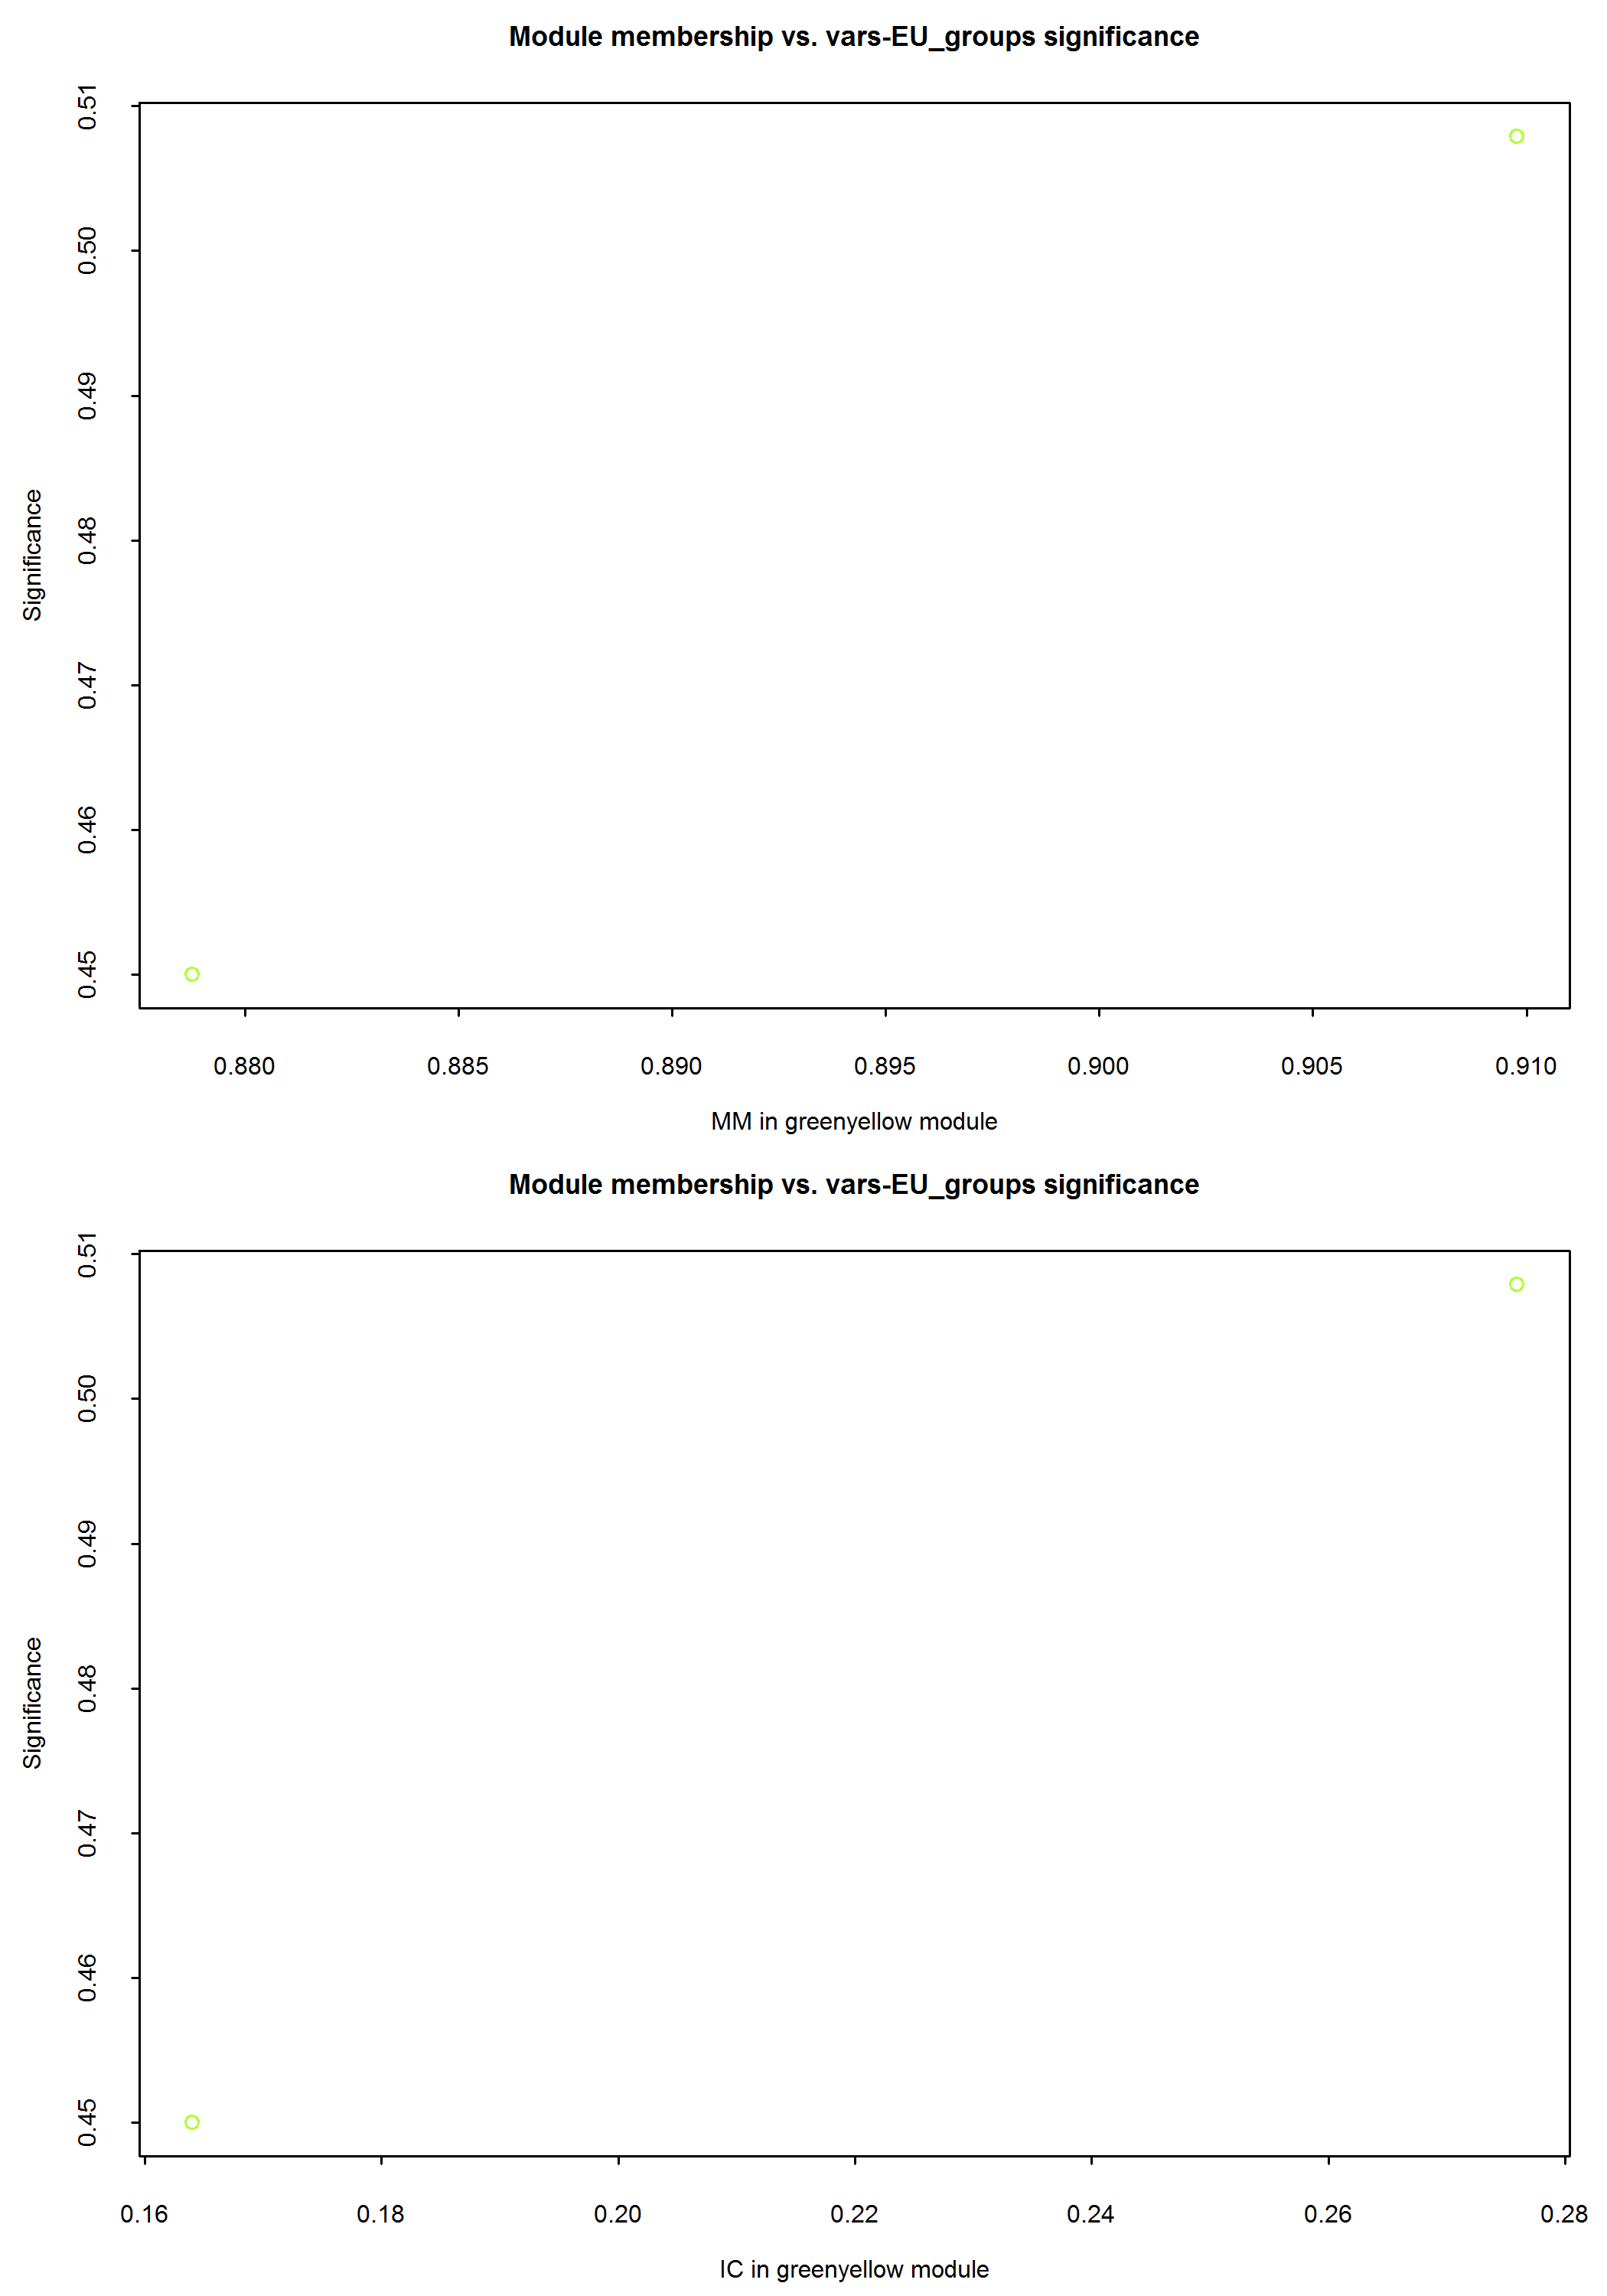 Module membership vs. vars-EU_groups significance
0.51
0.50
0.49
0.48
0.47
0.46
0.45
Significance
0.880 0.885 0.890 0.895 0.900 0.905 0.910
MM in greenyellow module
Module membership vs. vars-EU_groups significance
0.51
0.50
0.49
0.48
0.47
0.46
0.45
Significance
0.16 0.18 0.20 0.22 0.24 0.26 0.28
IC in greenyellow module